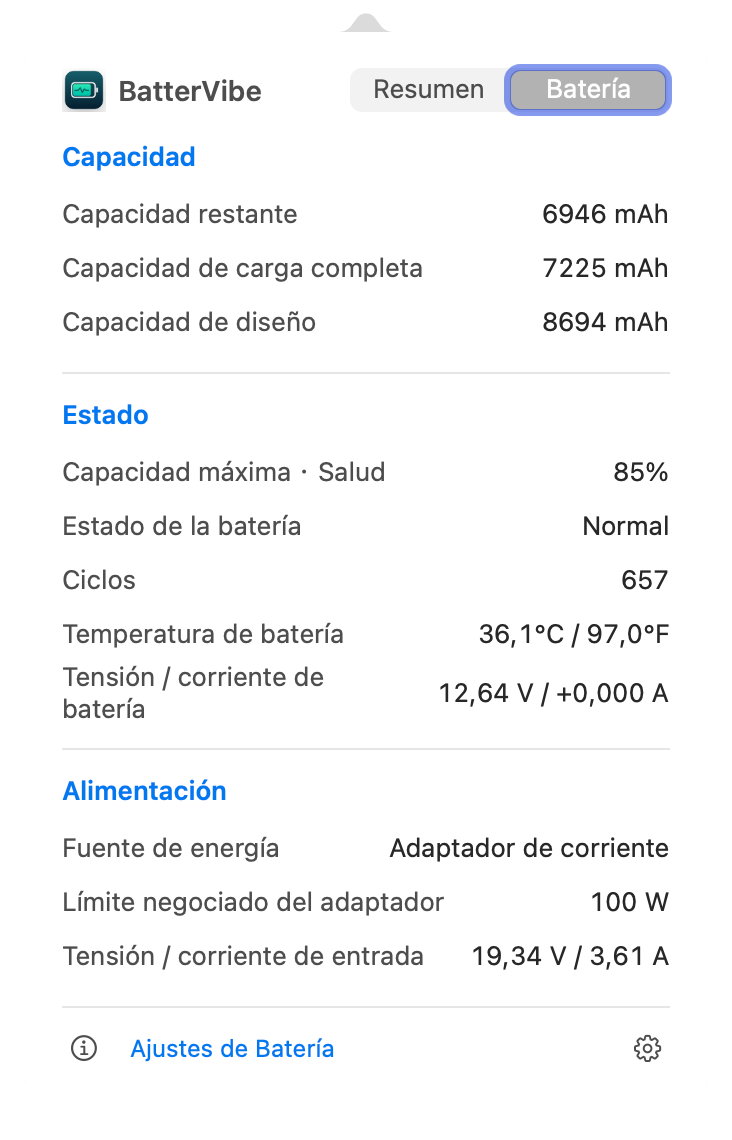 BatterVibe
Resumen
Batería
Capacidad
Capacidad restante 6946 mAh
Capacidad de carga completa 7225 mAh
Capacidad de diseño 8694 mAh
Estado
Capacidad máxima · Salud 85%
Estado de la batería Normal
Ciclos 657
Temperatura de batería 36,1°C / 97,0°F
Tensión / corriente de
batería 12,64 V / +0,000 A
Alimentación
Fuente de energía Adaptador de corriente
Límite negociado del adaptador 100 W
Tensión / corriente de entrada 19,34 V / 3,61 A
Ajustes de Batería